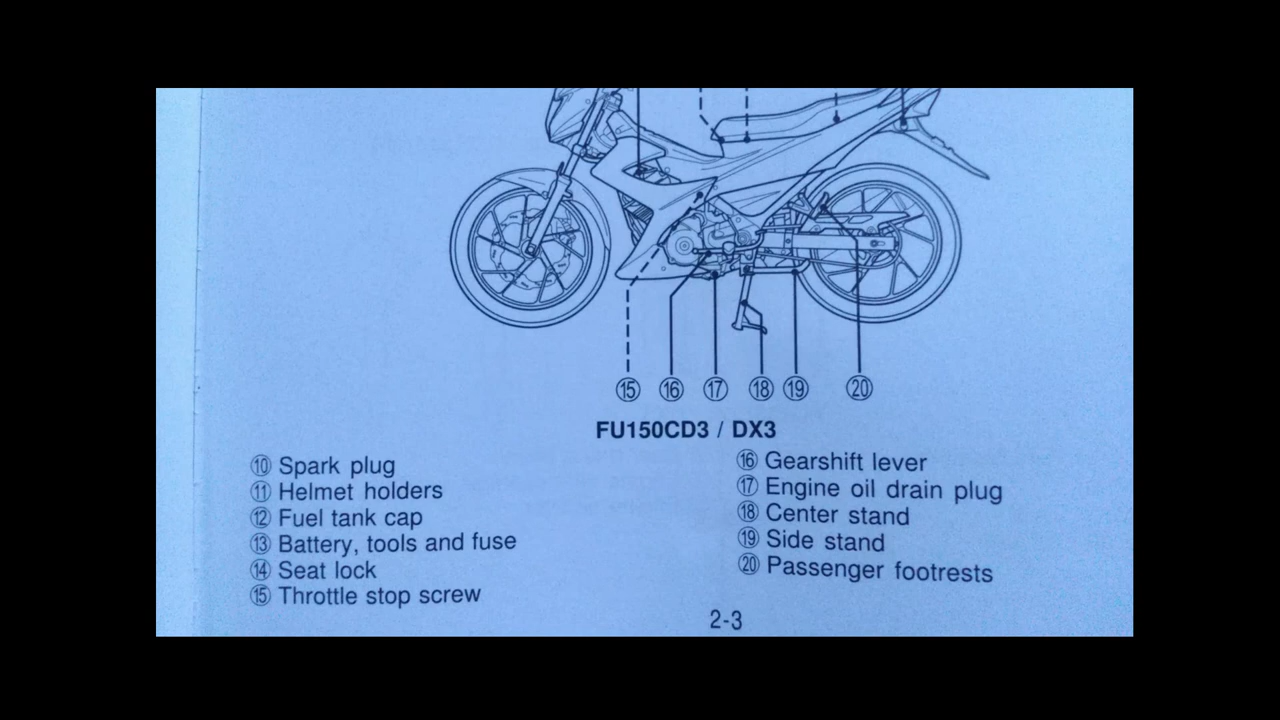 ⑮ ⑯ ⑰ ⑱ ⑲ ⑳
FU150CD3 / DX3
⑩ Spark plug
⑪ Helmet holders
⑫ Fuel tank cap
⑬ Battery, tools and fuse
⑭ Seat lock
⑮ Throttle stop screw
⑯ Gearshift lever
⑰ Engine oil drain plug
⑱ Center stand
⑲ Side stand
⑳ Passenger footrests
2-3